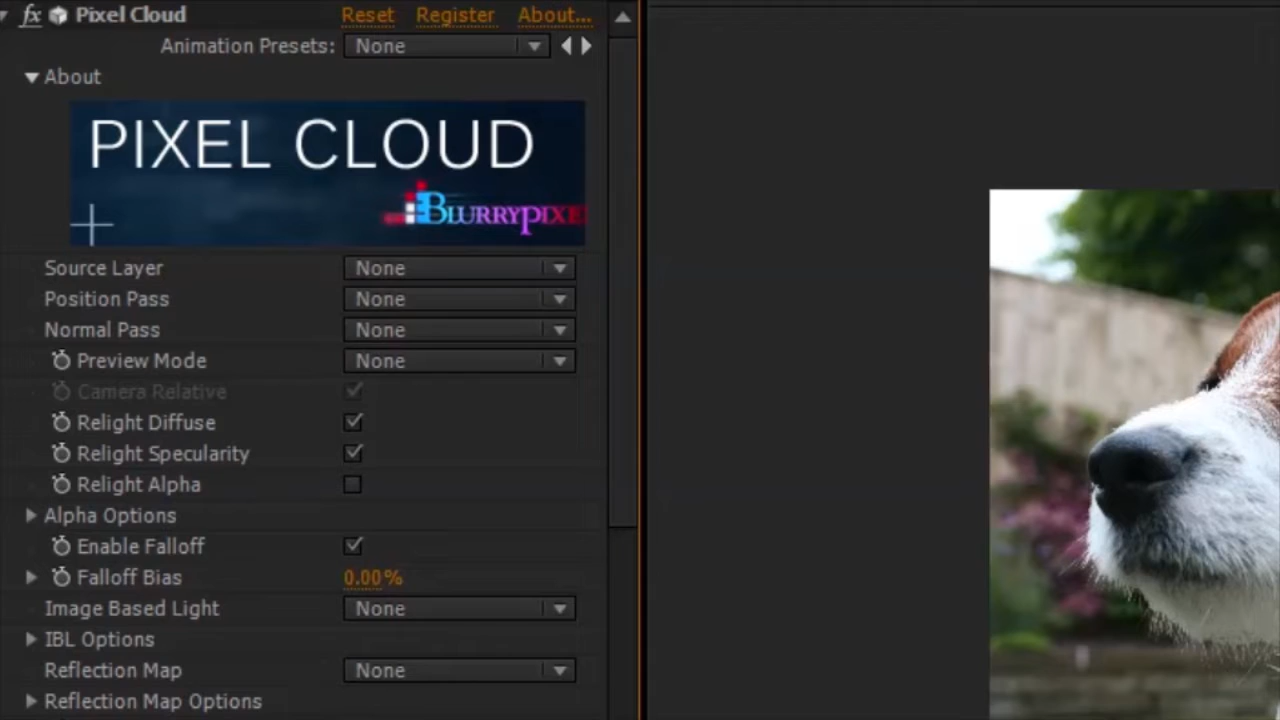 fx Pixel Cloud Reset Register About...
Animation Presets: None
About
PIXEL CLOUD
BLURRYPIXE
Source Layer None
Position Pass None
Normal Pass None
Preview Mode None
Camera Relative
Relight Diffuse
Relight Specularity
Relight Alpha
Alpha Options
Enable Falloff
Falloff Bias 0.00%
Image Based Light None
IBL Options
Reflection Map None
Reflection Map Options